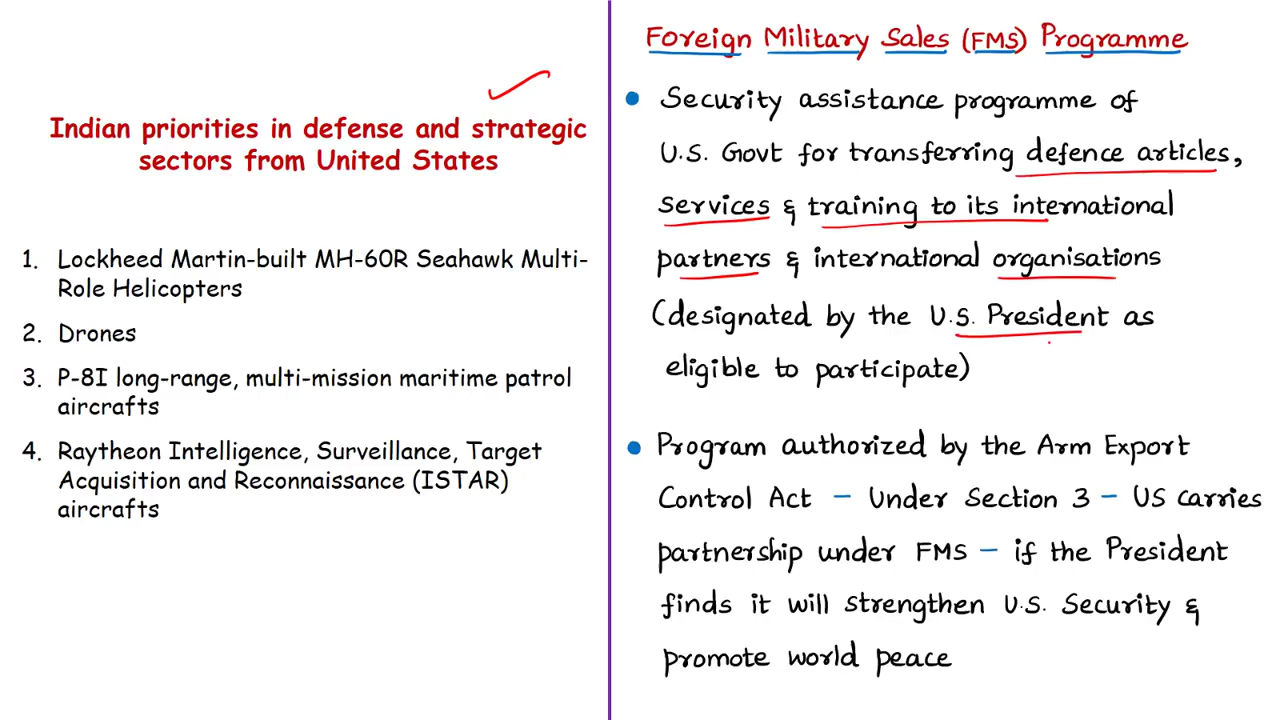 Indian priorities in defense and strategic
sectors from United States
1. Lockheed Martin-built MH-60R Seahawk Multi-
Role Helicopters
2. Drones
3. P-8I long-range, multi-mission maritime patrol
aircrafts
4. Raytheon Intelligence, Surveillance, Target
Acquisition and Reconnaissance (ISTAR)
aircrafts
Foreign Military Sales (FMS) Programme
• Security assistance programme of
U.S. Govt for transferring defence articles,
services & training to its international
partners & international organisations
(designated by the U.S. President as
eligible to participate)
• Program authorized by the Arm Export
Control Act – Under Section 3 – US carries
partnership under FMS – if the President
finds it will strengthen U.S. Security &
promote world peace